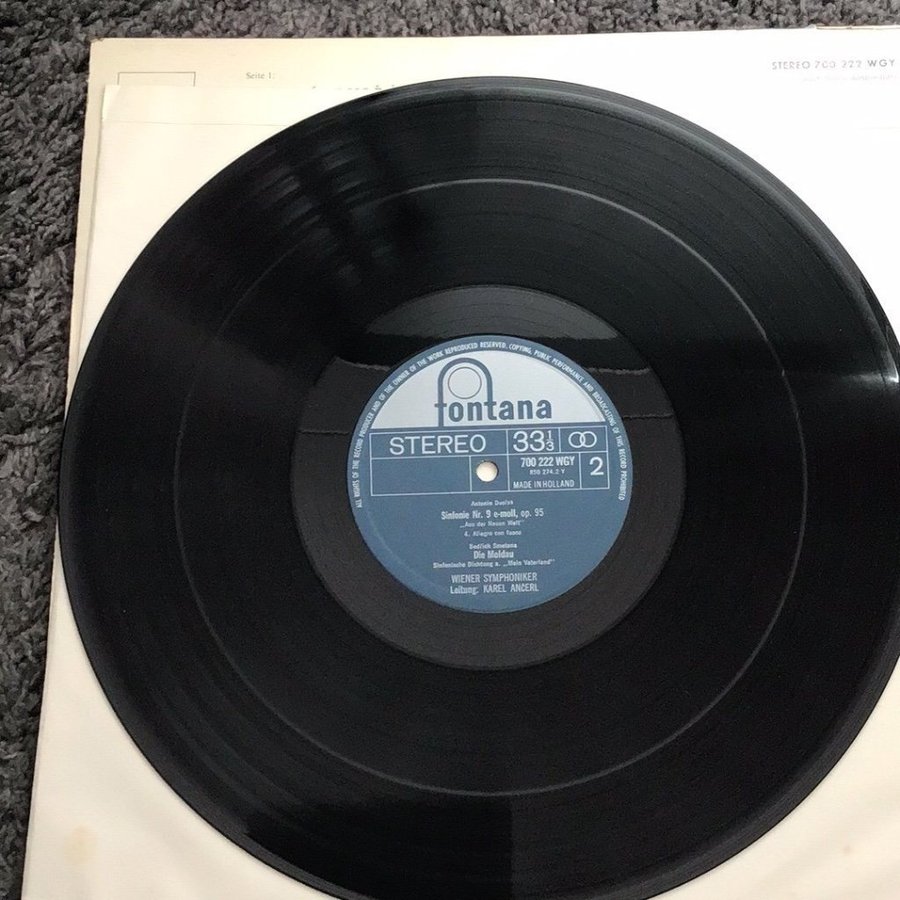 Seite 1:
STEREO 700 222 WGY
ALL RIGHTS OF THE RECORD PRODUCER AND OF THE OWNER OF THE WORK REPRODUCED RESERVED. COPYING, PUBLIC PERFORMANCE AND BROADCASTING OF THIS RECORD PROHIBITED
fontana
STEREO 33 1/3
700 222 WGY
2
MADE IN HOLLAND
Antonin Dvořák
Sinfonie Nr. 9 e-moll, op. 95
„Aus der Neuen Welt"
4. Allegro con fuoco
Bedřich Smetana
Die Moldau
Sinfonische Dichtung a. „Mein Vaterland"
WIENER SYMPHONIKER
Leitung: KAREL ANCERL